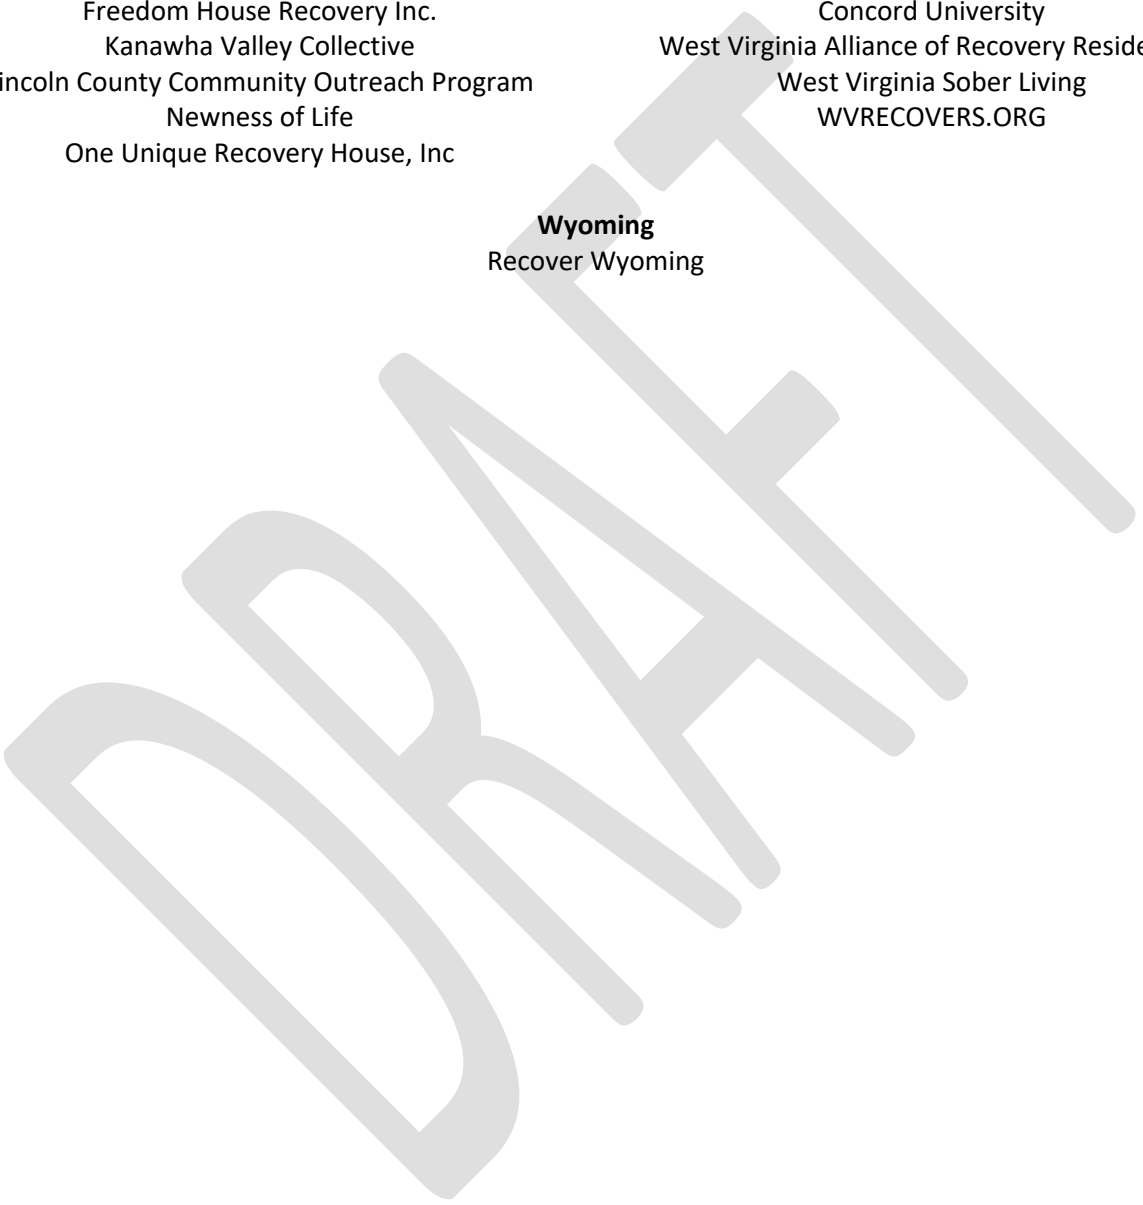 Freedom House Recovery Inc.
Kanawha Valley Collective
incoln County Community Outreach Program
Newness of Life
One Unique Recovery House, Inc
Concord University
West Virginia Alliance of Recovery Reside
West Virginia Sober Living
WVRECOVERS.ORG
Wyoming
Recover Wyoming
DRAFT